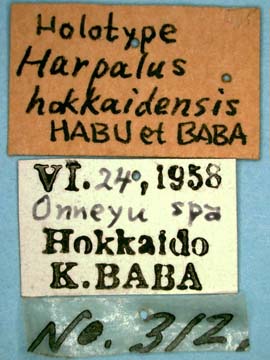 Holotype
Harpalus
hokkaidensis
HABU et BABA
VI. 24, 1958
Onneyu spa
Hokkaido
K. BABA
No. 312.